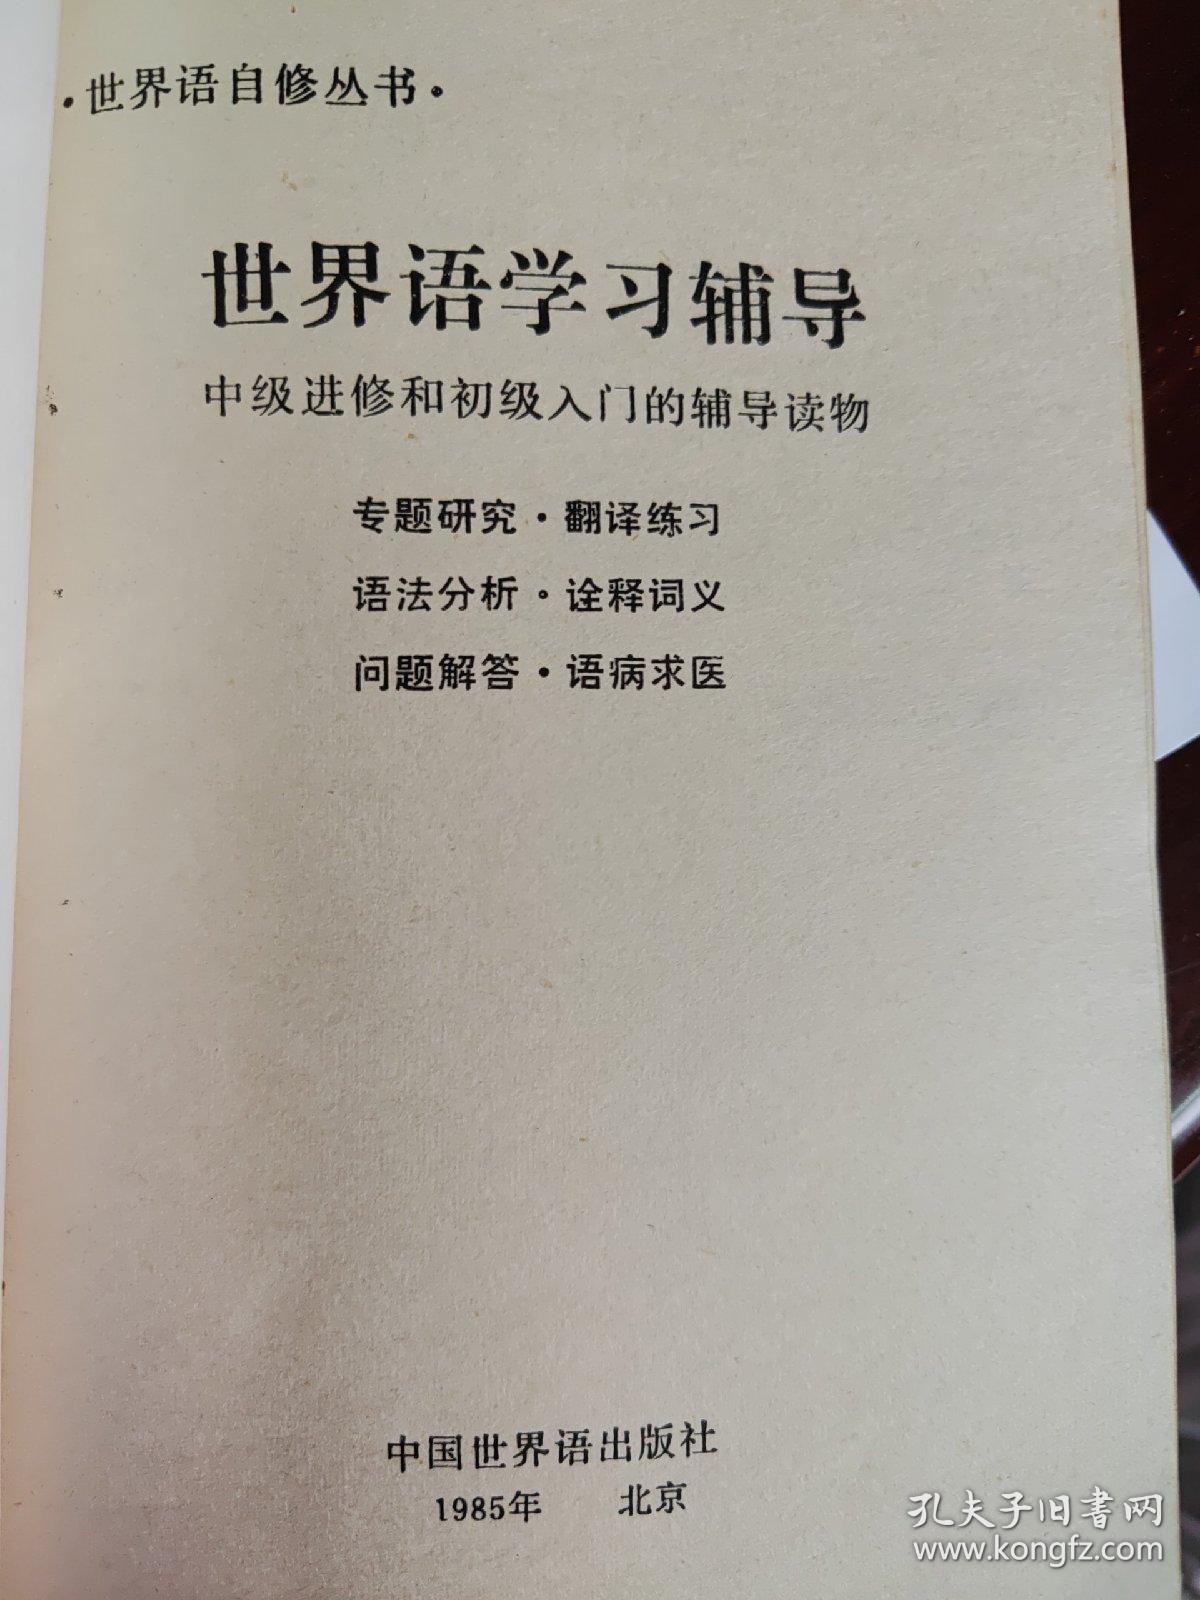 ·世界语自修丛书·
世界语学习辅导
中级进修和初级入门的辅导读物
专题研究·翻译练习
语法分析·诠释词义
问题解答·语病求医
中国世界语出版社
1985年 北京
孔夫子旧书网
www.kongfz.com